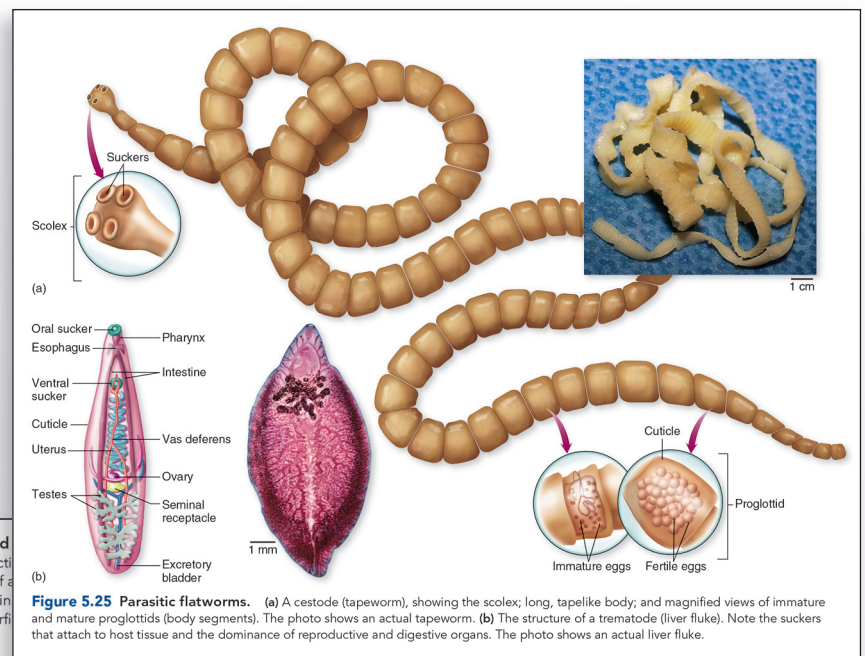 Suckers
Scolex
(a)
1 cm
Oral sucker
Pharynx
Esophagus
Intestine
Ventral
sucker
Cuticle
Vas deferens
Uterus
Ovary
Testes
Seminal
receptacle
Excretory
bladder
(b)
1 mm
Cuticle
Proglottid
Immature eggs
Fertile eggs
Figure 5.25 Parasitic flatworms. (a) A cestode (tapeworm), showing the scolex; long, tapelike body; and magnified views of immature
and mature proglottids (body segments). The photo shows an actual tapeworm. (b) The structure of a trematode (liver fluke). Note the suckers
that attach to host tissue and the dominance of reproductive and digestive organs. The photo shows an actual liver fluke.